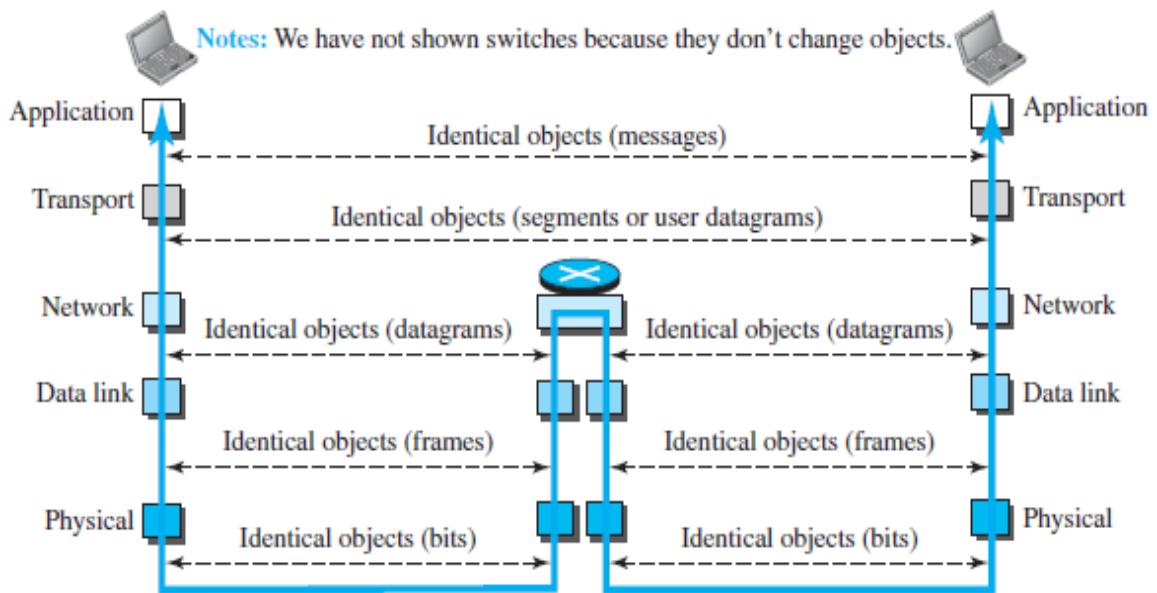 Notes: We have not shown switches because they don’t change objects.
Application
Application
Identical objects (messages)
Transport
Transport
Identical objects (segments or user datagrams)
Network
Network
Identical objects (datagrams)
Identical objects (datagrams)
Data link
Data link
Identical objects (frames)
Identical objects (frames)
Physical
Physical
Identical objects (bits)
Identical objects (bits)